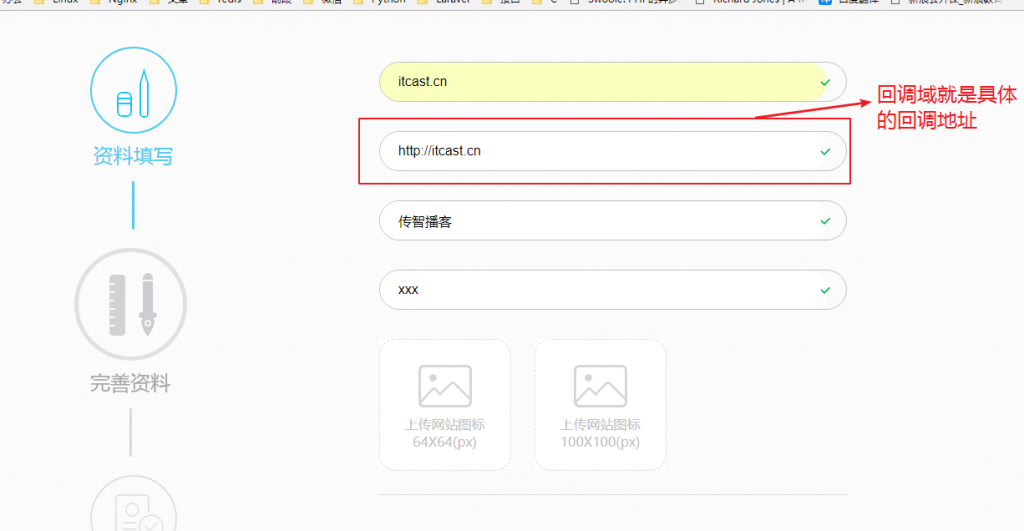 itcast.cn
回调域就是具体
的回调地址
http://itcast.cn
资料填写
传智播客
xxx
完善资料
上传网站图标
64X64(px)
上传网站图标
100X100(px)